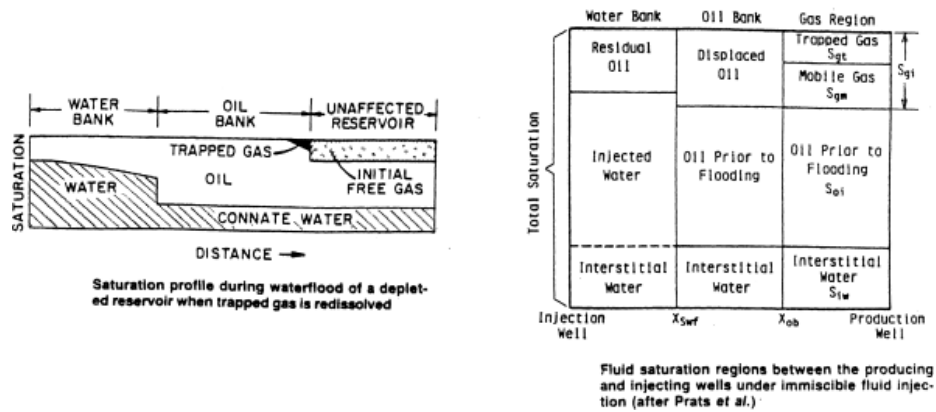 WATER BANK
OIL BANK
UNAFFECTED RESERVOIR
SATURATION
TRAPPED GAS
WATER
OIL
INITIAL FREE GAS
CONNATE WATER
DISTANCE
Saturation profile during waterflood of a deplet-
ed reservoir when trapped gas is redissolved
Water Bank Oil Bank Gas Region
Total Saturation
Residual Oil
Displaced Oil
Trapped Gas
Sgt
Mobile Gas
Sgm
Sgi
Injected Water
Oil Prior to Flooding
Oil Prior to Flooding
Soi
Interstitial Water
Interstitial Water
Interstitial Water
Siw
Injection Well
XSwf
Xob
Production Well
Fluid saturation regions between the producing
and injecting wells under immiscible fluid injec-
tion (after Prats et al.)